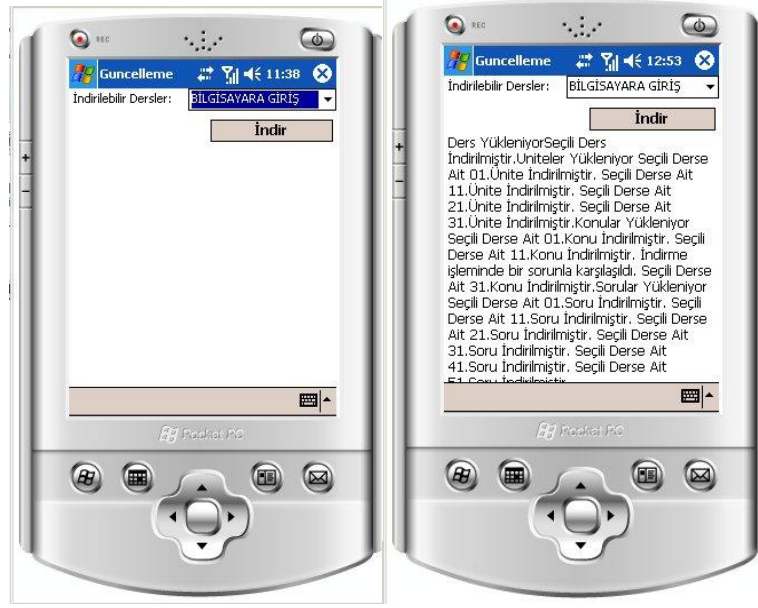 REC
Guncelleme 11:38
İndirilebilir Dersler: BİLGİSAYARA GİRİŞ
İndir
Pocket PC
REC
Guncelleme 12:53
İndirilebilir Dersler: BİLGİSAYARA GİRİŞ
İndir
Ders YükleniyorSeçili Ders
İndirilmiştir.Uniteler Yükleniyor Seçili Derse
Ait 01.Ünite İndirilmiştir. Seçili Derse Ait
11.Ünite İndirilmiştir. Seçili Derse Ait
21.Ünite İndirilmiştir. Seçili Derse Ait
31.Ünite İndirilmiştir.Konular Yükleniyor
Seçili Derse Ait 01.Konu İndirilmiştir. Seçili
Derse Ait 11.Konu İndirilmiştir. İndirme
işleminde bir sorunla karşılaşıldı. Seçili Derse
Ait 31.Konu İndirilmiştir.Sorular Yükleniyor
Seçili Derse Ait 01.Soru İndirilmiştir. Seçili
Derse Ait 11.Soru İndirilmiştir. Seçili Derse
Ait 21.Soru İndirilmiştir. Seçili Derse Ait
31.Soru İndirilmiştir. Seçili Derse Ait
41.Soru İndirilmiştir. Seçili Derse Ait
51.Soru İndirilmiştir.
Pocket PC